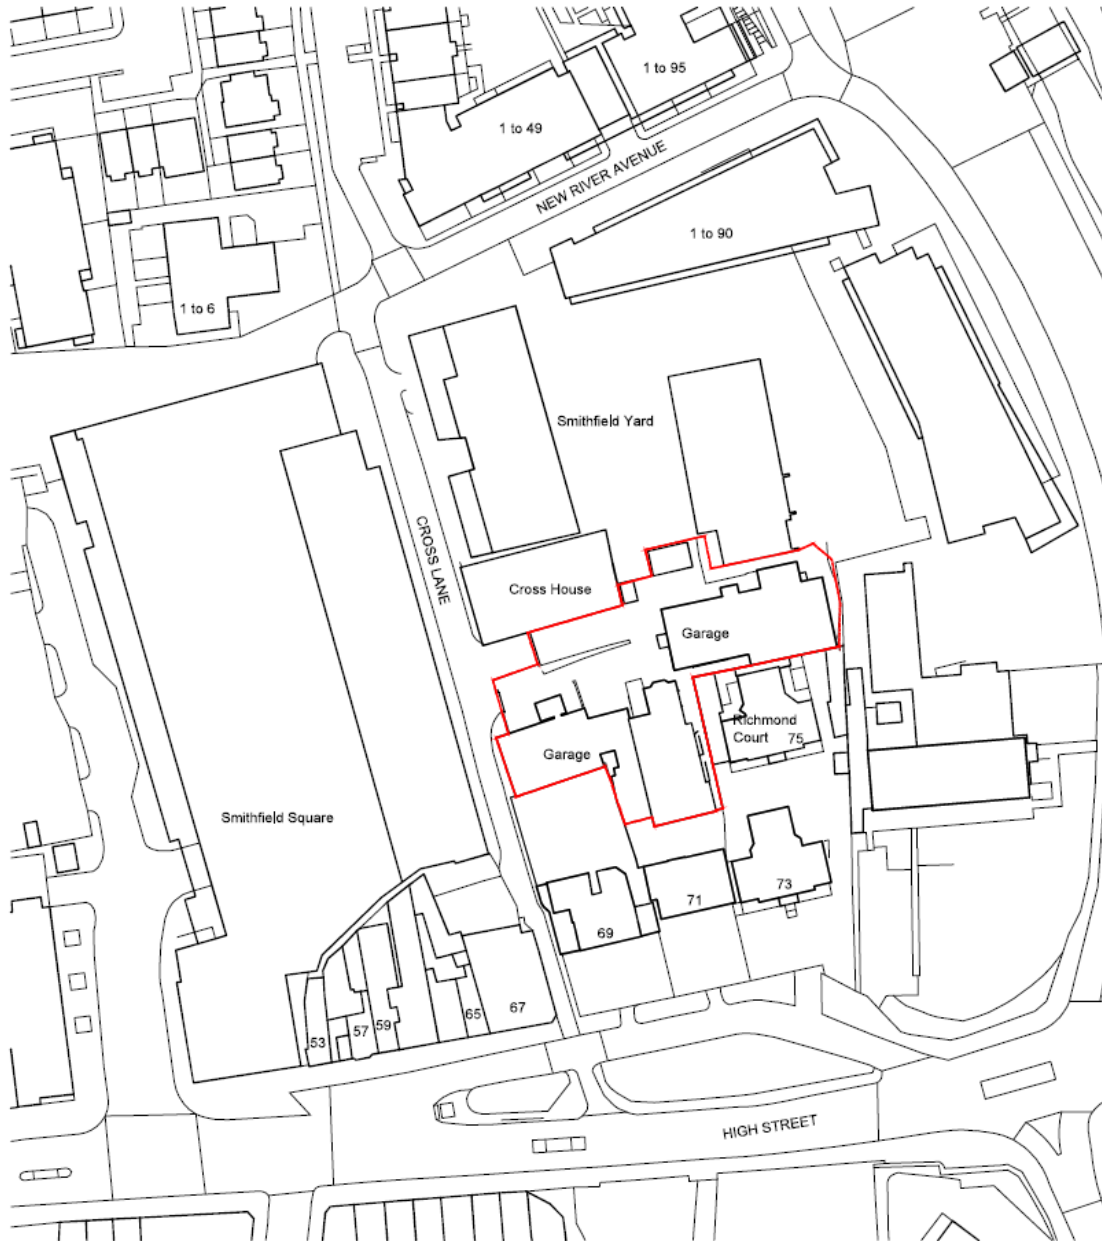 1 to 95
1 to 49
NEW RIVER AVENUE
1 to 90
1 to 6
Smithfield Yard
CROSS LANE
Cross House
Garage
Richmond
Court 75
Garage
Smithfield Square
73
71
69
67
65
59
57
53
HIGH STREET